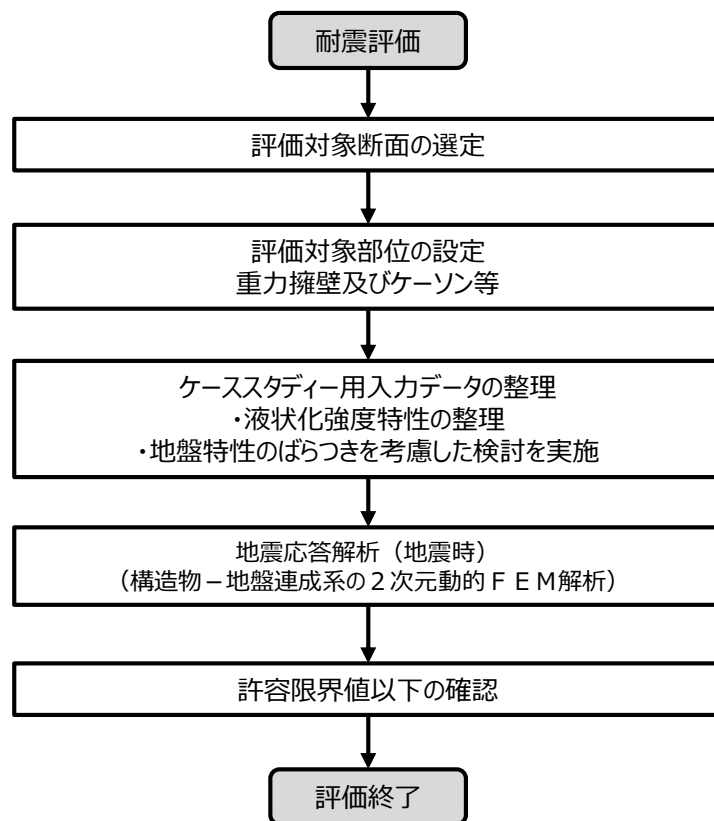 耐震評価
評価対象断面の選定
評価対象部位の設定
重力擁壁及びケーソン等
ケーススタディー用入力データの整理
・液状化強度特性の整理
・地盤特性のばらつきを考慮した検討を実施
地震応答解析（地震時）
（構造物－地盤連成系の２次元動的ＦＥＭ解析）
許容限界値以下の確認
評価終了